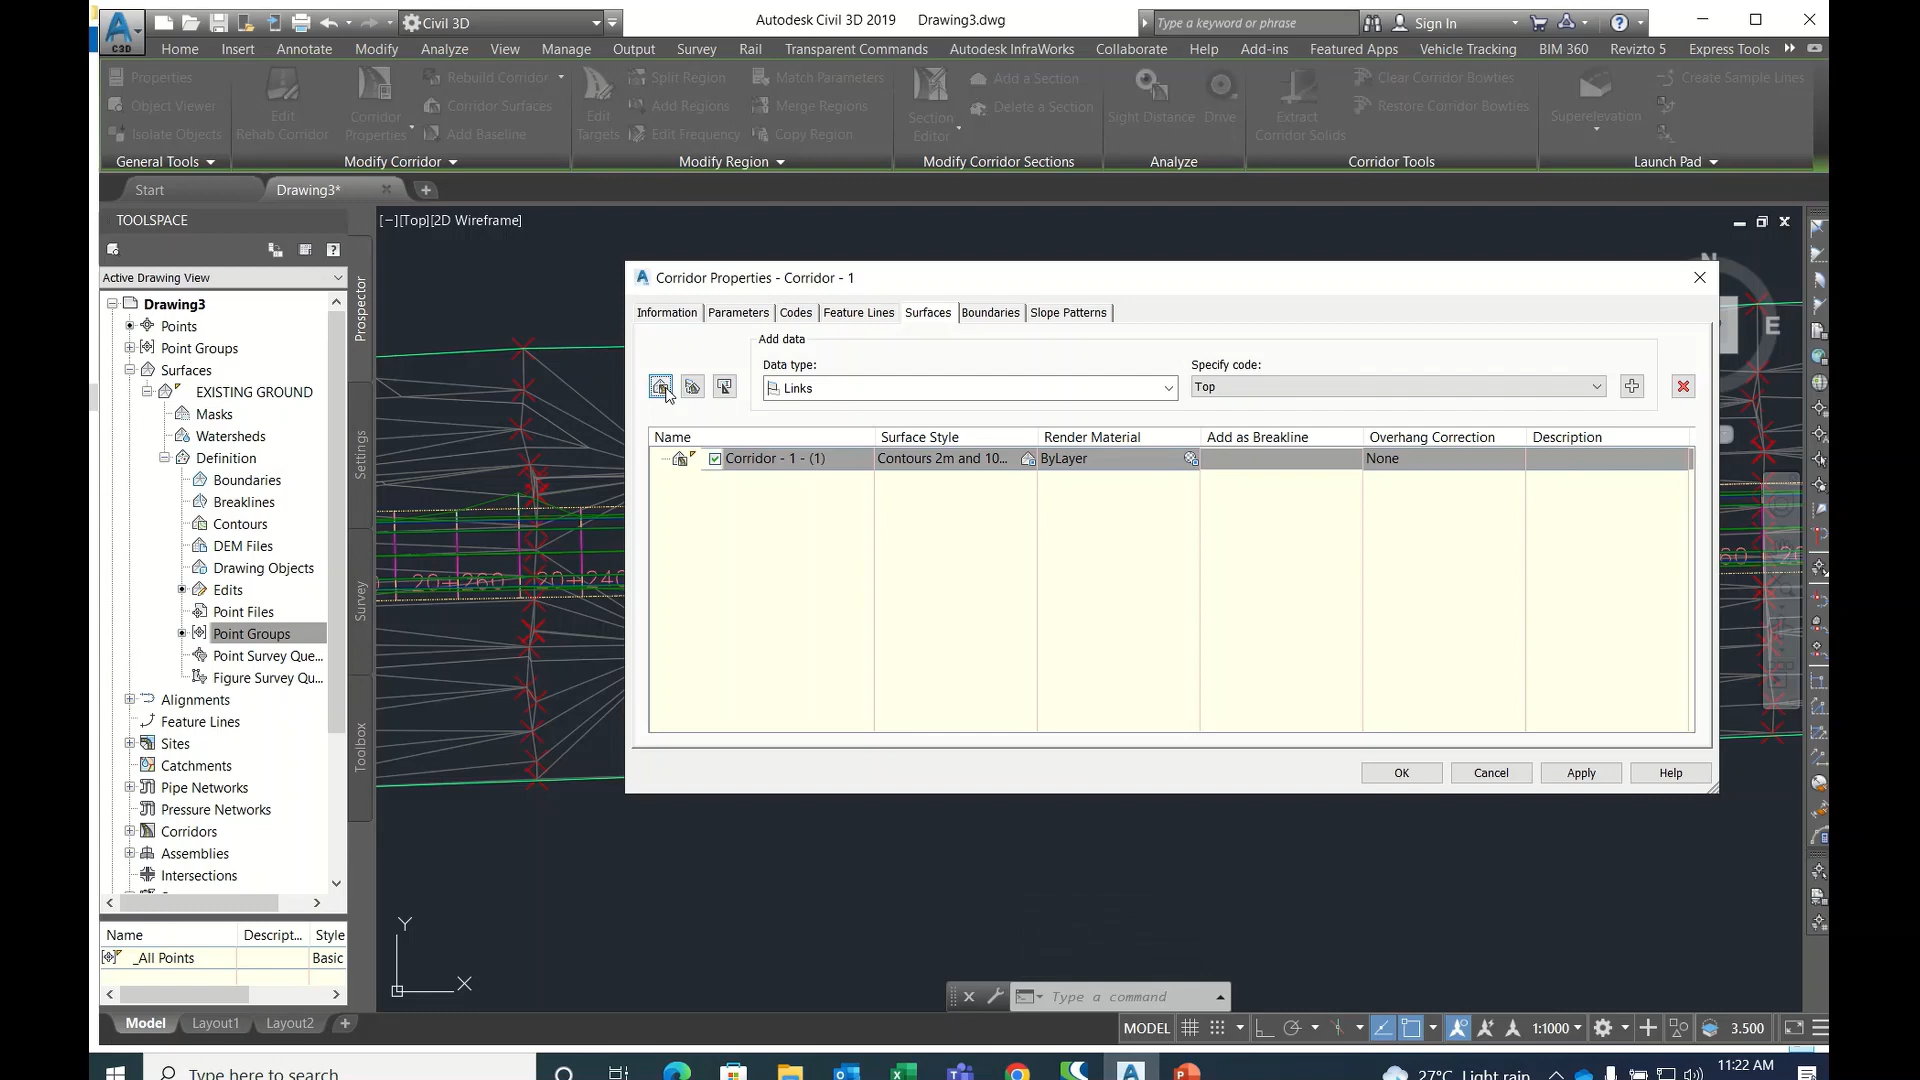 C3D
Civil 3D
Autodesk Civil 3D 2019 Drawing3.dwg
Type a keyword or phrase
Sign In
Home Insert Annotate Modify Analyze View Manage Output Survey Rail Transparent Commands Autodesk InfraWorks Collaborate Help Add-ins Featured Apps Vehicle Tracking BIM 360 Revizto 5 Express Tools
Properties
Object Viewer
Isolate Objects
General Tools
Edit
Rehab Corridor
Corridor
Properties
Rebuild Corridor
Corridor Surfaces
Add Baseline
Modify Corridor
Edit
Targets
Split Region
Add Regions
Edit Frequency
Match Parameters
Merge Regions
Copy Region
Modify Region
Section
Editor
Add a Section
Delete a Section
Modify Corridor Sections
Sight Distance Drive
Analyze
Extract
Corridor Solids
Clear Corridor Bowties
Restore Corridor Bowties
Corridor Tools
Superelevation
Create Sample Lines
Launch Pad
Start Drawing3*
TOOLSPACE
Active Drawing View
Drawing3
Points
Point Groups
Surfaces
EXISTING GROUND
Masks
Watersheds
Definition
Boundaries
Breaklines
Contours
DEM Files
Drawing Objects
Edits
Point Files
Point Groups
Point Survey Que...
Figure Survey Qu...
Alignments
Feature Lines
Sites
Catchments
Pipe Networks
Pressure Networks
Corridors
Assemblies
Intersections
Name Descript... Style
_All Points Basic
Prospector
Settings
Survey
Toolbox
[−][Top][2D Wireframe]
20+260 20+240
E
Y
X
Corridor Properties - Corridor - 1
Information Parameters Codes Feature Lines Surfaces Boundaries Slope Patterns
Add data
Data type:
Links
Specify code:
Top
Name Surface Style Render Material Add as Breakline Overhang Correction Description
Corridor - 1 - (1) Contours 2m and 10... ByLayer None
OK Cancel Apply Help
Type a command
Model Layout1 Layout2
MODEL
1:1000
3.500
Type here to search
27°C Light rain
11:22 AM